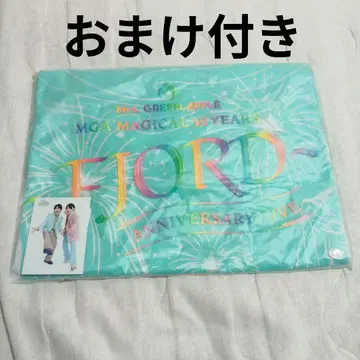 おまけ付き
Mrs. GREEN APPLE
MGA MAGICAL 10 YEARS
FJORD
ANNIVERSARY LIVE